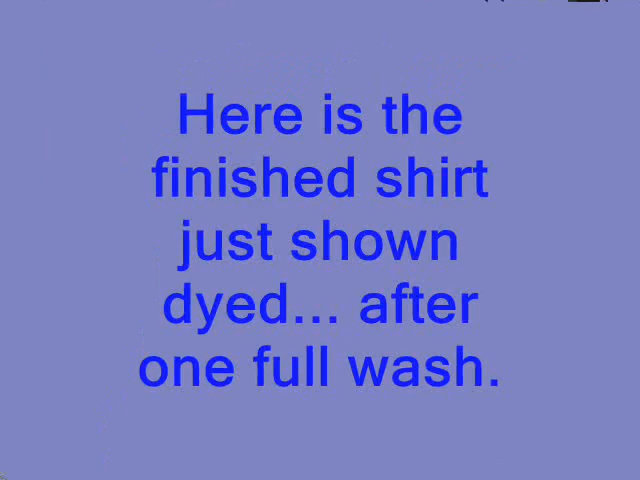 Here is the
finished shirt
just shown
dyed... after
one full wash.